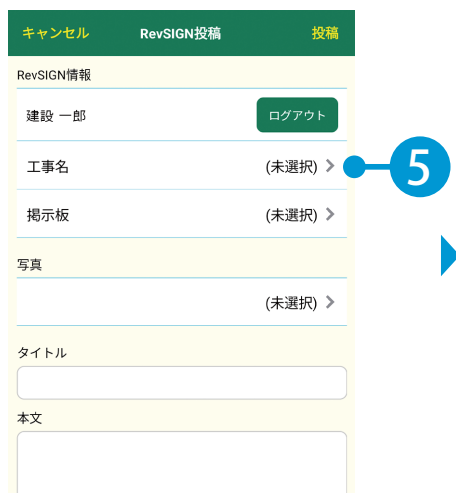 キャンセル RevSIGN投稿 投稿
RevSIGN情報
建設 一郎 ログアウト
工事名 (未選択) 5
掲示板 (未選択)
写真
(未選択)
タイトル
本文